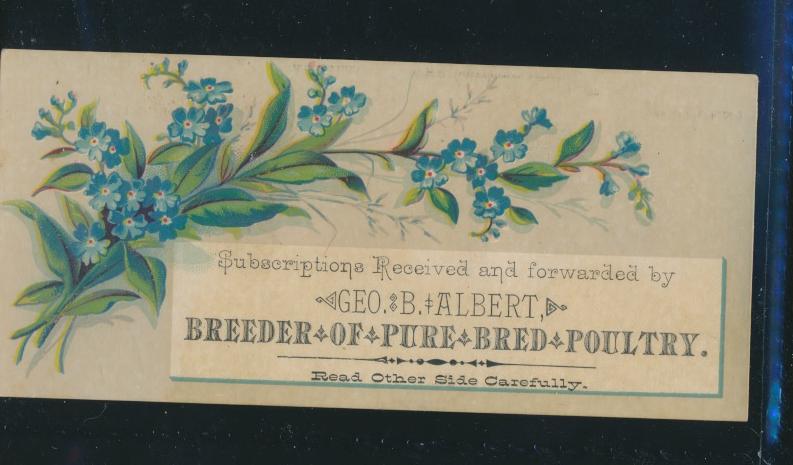 Subscriptions Received and forwarded by
GEO. B. ALBERT,
BREEDER OF PURE BRED POULTRY.
Read Other Side Carefully.